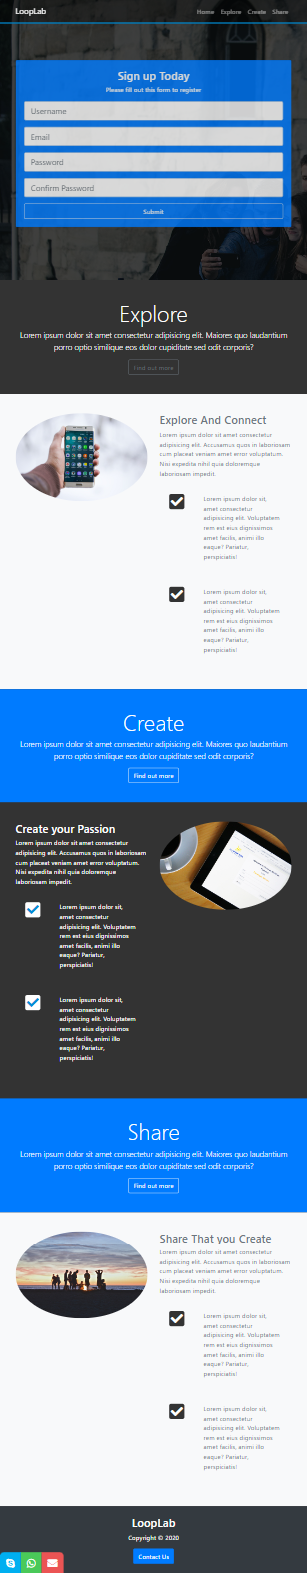 LoopLab
Home Explore Create Share
Sign up Today
Please fill out this form to register
Username
Email
Password
Confirm Password
Submit
Explore
Lorem ipsum dolor sit amet consectetur adipisicing elit. Maiores quo laudantium
porro optio similique eos dolor cupiditate sed odit corporis?
Find out more
Explore And Connect
Lorem ipsum dolor sit amet consectetur
adipisicing elit. Accusamus quos in laboriosam
cum placeat veniam amet error voluptatum.
Nisi expedita nihil quia doloremque
laboriosam impedit.
Lorem ipsum dolor sit,
amet consectetur
adipisicing elit. Voluptatem
rem est eius dignissimos
amet facilis, animi illo
eaque? Pariatur,
perspiciatis!
Lorem ipsum dolor sit,
amet consectetur
adipisicing elit. Voluptatem
rem est eius dignissimos
amet facilis, animi illo
eaque? Pariatur,
perspiciatis!
Create
Lorem ipsum dolor sit amet consectetur adipisicing elit. Maiores quo laudantium
porro optio similique eos dolor cupiditate sed odit corporis?
Find out more
Create your Passion
Lorem ipsum dolor sit amet consectetur
adipisicing elit. Accusamus quos in laboriosam
cum placeat veniam amet error voluptatum.
Nisi expedita nihil quia doloremque
laboriosam impedit.
Lorem ipsum dolor sit,
amet consectetur
adipisicing elit. Voluptatem
rem est eius dignissimos
amet facilis, animi illo
eaque? Pariatur,
perspiciatis!
Lorem ipsum dolor sit,
amet consectetur
adipisicing elit. Voluptatem
rem est eius dignissimos
amet facilis, animi illo
eaque? Pariatur,
perspiciatis!
Share
Lorem ipsum dolor sit amet consectetur adipisicing elit. Maiores quo laudantium
porro optio similique eos dolor cupiditate sed odit corporis?
Find out more
Share That you Create
Lorem ipsum dolor sit amet consectetur
adipisicing elit. Accusamus quos in laboriosam
cum placeat veniam amet error voluptatum.
Nisi expedita nihil quia doloremque
laboriosam impedit.
Lorem ipsum dolor sit,
amet consectetur
adipisicing elit. Voluptatem
rem est eius dignissimos
amet facilis, animi illo
eaque? Pariatur,
perspiciatis!
Lorem ipsum dolor sit,
amet consectetur
adipisicing elit. Voluptatem
rem est eius dignissimos
amet facilis, animi illo
eaque? Pariatur,
perspiciatis!
LoopLab
Copyright © 2020
Contact Us